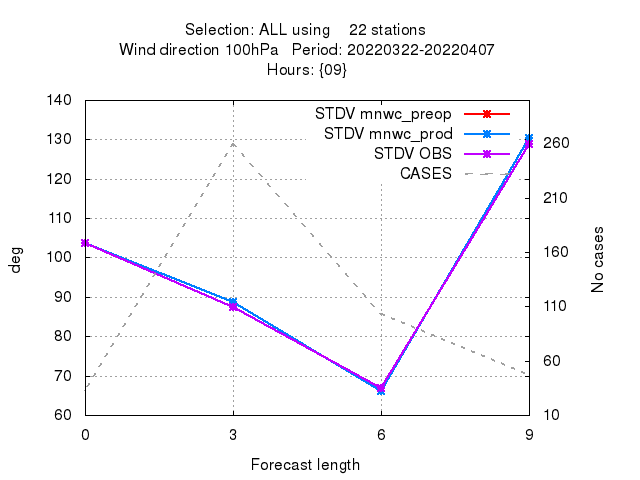 Selection: ALL using 22 stations
Wind direction 100hPa Period: 20220322-20220407
Hours: {09}
STDV mnwc_preop
STDV mnwc_prod
STDV OBS
CASES
140
130
120
110
100
90
80
70
60
deg
260
210
160
110
60
10
No cases
0 3 6 9
Forecast length